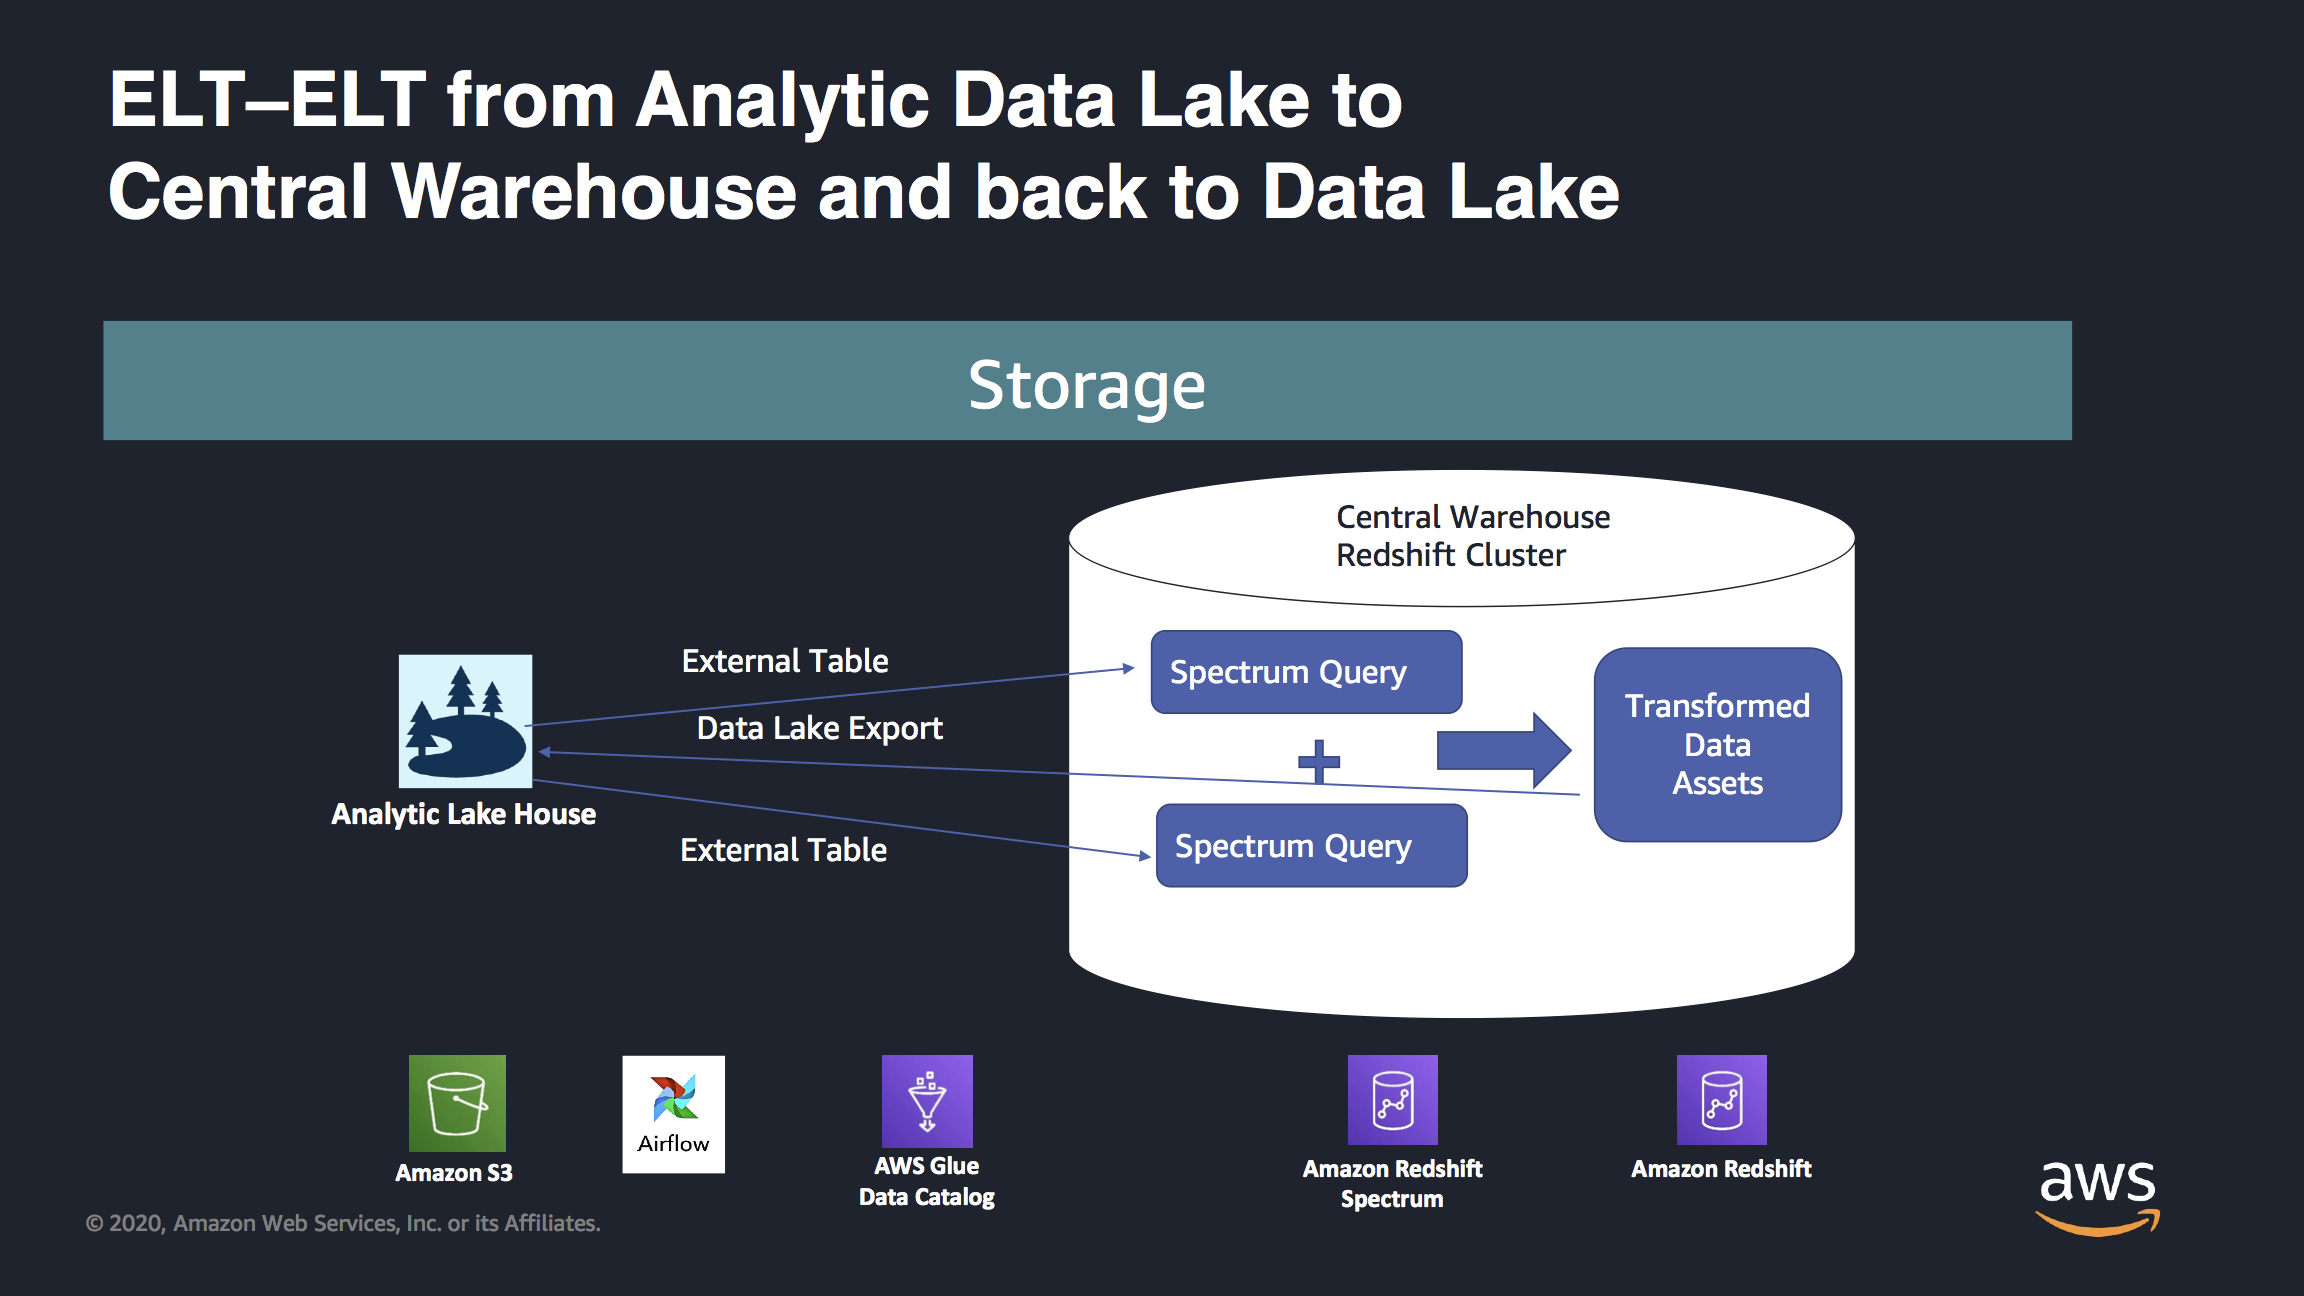 ELT–ELT from Analytic Data Lake to
Central Warehouse and back to Data Lake
Storage
Central Warehouse
Redshift Cluster
External Table
Spectrum Query
Data Lake Export
Transformed
Data
Assets
Analytic Lake House
External Table
Spectrum Query
Airflow
Amazon S3
AWS Glue
Data Catalog
Amazon Redshift
Spectrum
Amazon Redshift
aws
© 2020, Amazon Web Services, Inc. or its Affiliates.